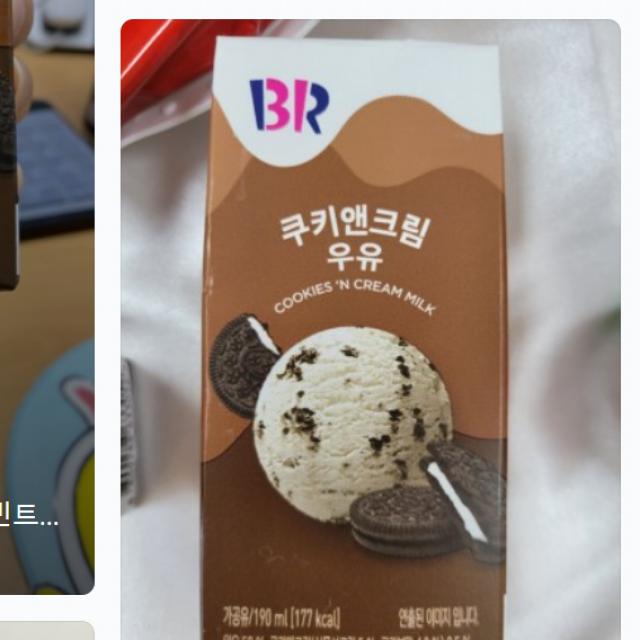 BR
쿠키앤크림
우유
COOKIES 'N CREAM MILK
가공유/190 ml [177 kcal]
연출된 이미지 입니다.
민트...